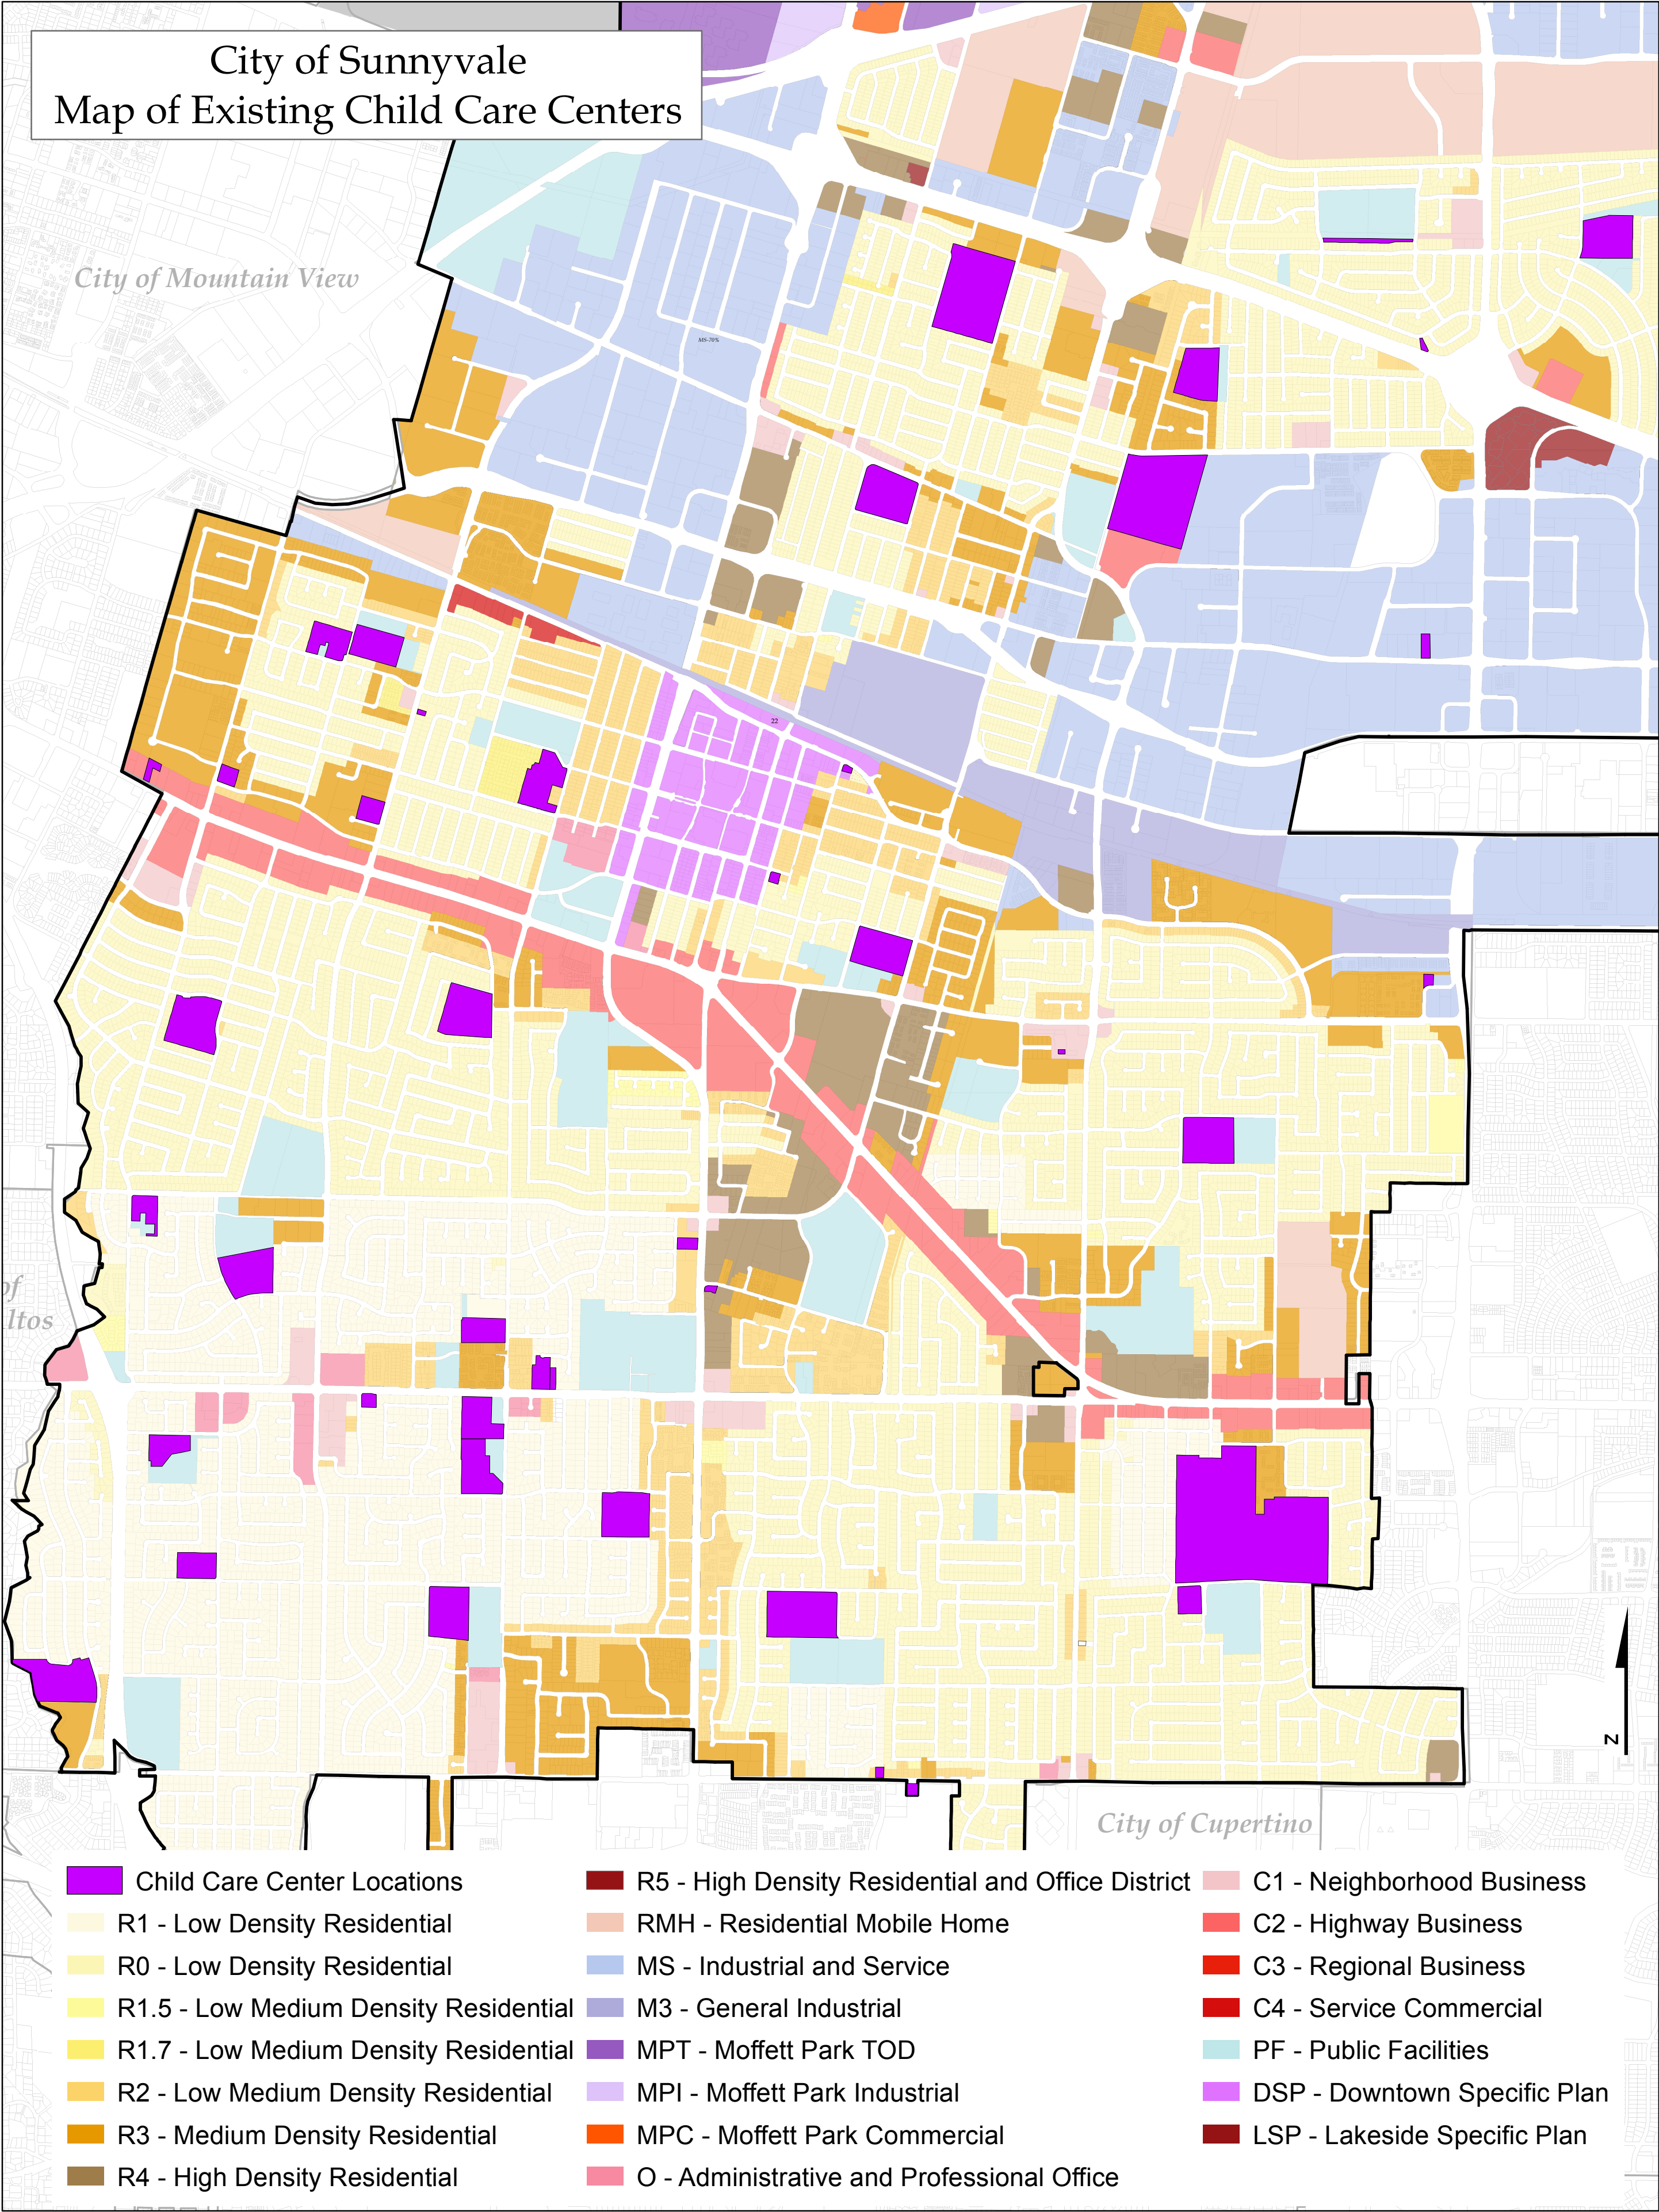 City of Sunnyvale
Map of Existing Child Care Centers
City of Mountain View
MS-70%
22
of
ltos
N
City of Cupertino
Child Care Center Locations
R1 - Low Density Residential
R0 - Low Density Residential
R1.5 - Low Medium Density Residential
R1.7 - Low Medium Density Residential
R2 - Low Medium Density Residential
R3 - Medium Density Residential
R4 - High Density Residential
R5 - High Density Residential and Office District
RMH - Residential Mobile Home
MS - Industrial and Service
M3 - General Industrial
MPT - Moffett Park TOD
MPI - Moffett Park Industrial
MPC - Moffett Park Commercial
O - Administrative and Professional Office
C1 - Neighborhood Business
C2 - Highway Business
C3 - Regional Business
C4 - Service Commercial
PF - Public Facilities
DSP - Downtown Specific Plan
LSP - Lakeside Specific Plan